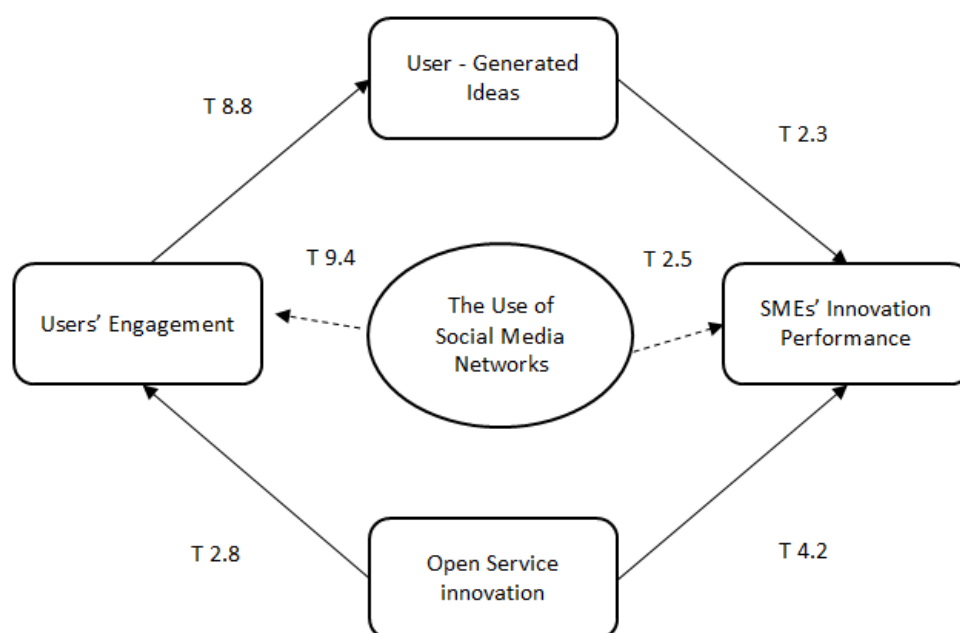 User - Generated
Ideas
T 8.8
T 2.3
T 9.4
T 2.5
Users’ Engagement
The Use of
Social Media
Networks
SMEs’ Innovation
Performance
T 2.8
T 4.2
Open Service
innovation